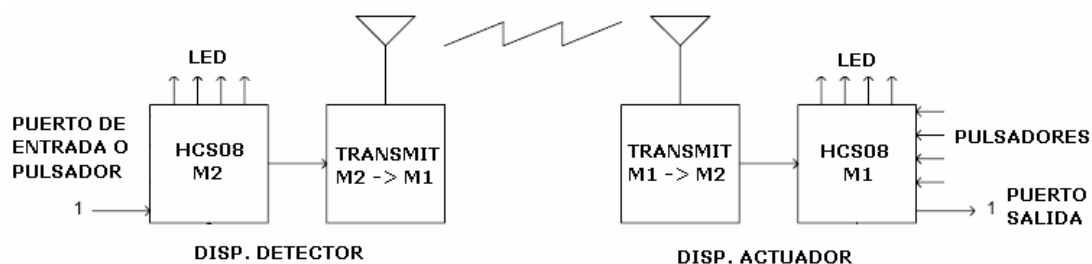 LED
PUERTO DE
ENTRADA O
PULSADOR
1
HCS08
M2
TRANSMIT
M2 -> M1
DISP. DETECTOR
TRANSMIT
M1 -> M2
LED
HCS08
M1
PULSADORES
1
PUERTO
SALIDA
DISP. ACTUADOR